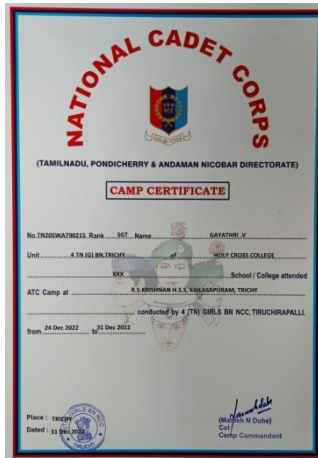 NATIONAL CADET CORPS
(TAMILNADU, PONDICHERRY & ANDAMAN NICOBAR DIRECTORATE)
CAMP CERTIFICATE
No.TN20SWA790215 Rank SGT Name GAYATHRI .V
Unit 4 TN (G) BN,TRICHY of HOLY CROSS COLLEGE
XXX School / College attended
ATC Camp at R.S.KRISHNAN H.S.S, KAILASAPURAM, TRICHY
conducted by 4 (TN) GIRLS BN NCC, TIRUCHIRAPALLI.
from 24 Dec 2022 to 31 Dec 2022
Place : TRICHY
Dated : 31 Dec 2022
(Manish N Dube)
Col
Camp Commandant